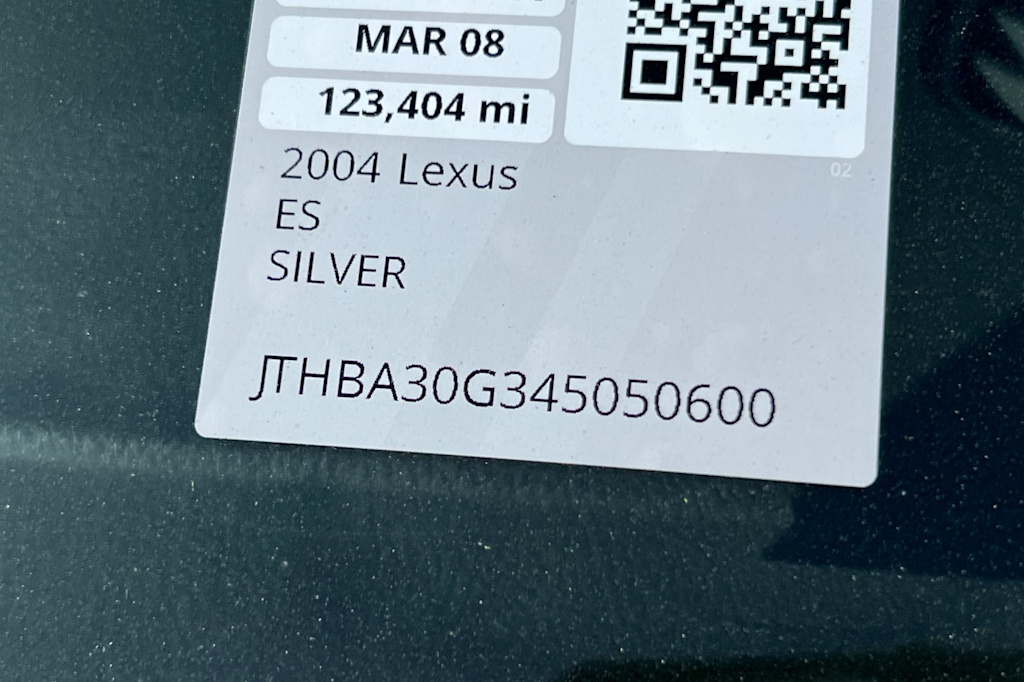 MAR 08
123,404 mi
02
2004 Lexus
ES
SILVER
JTHBA30G345050600